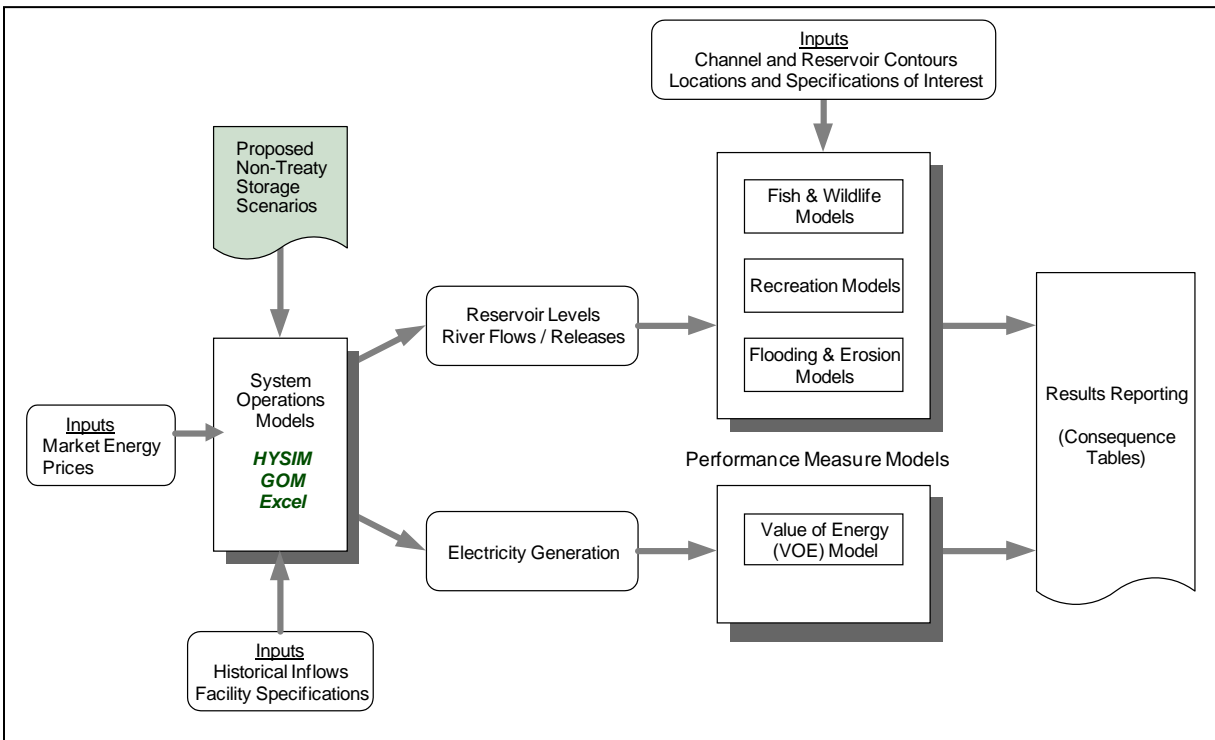 Inputs
Channel and Reservoir Contours
Locations and Specifications of Interest
Proposed
Non-Treaty
Storage
Scenarios
Fish & Wildlife
Models
Recreation Models
Flooding & Erosion
Models
Reservoir Levels
River Flows / Releases
System
Operations
Models
HYSIM
GOM
Excel
Inputs
Market Energy
Prices
Results Reporting
(Consequence
Tables)
Performance Measure Models
Value of Energy
(VOE) Model
Electricity Generation
Inputs
Historical Inflows
Facility Specifications